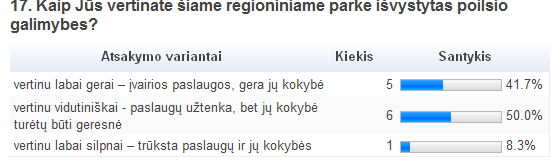 17. Kaip Jūs vertinate šiame regioniniame parke išvystytas poilsio
galimybes?
Atsakymo variantai Kiekis Santykis
vertinu labai gerai – įvairios paslaugos, gera jų kokybė 5 41.7%
vertinu vidutiniškai - paslaugų užtenka, bet jų kokybė
turėtų būti geresnė 6 50.0%
vertinu labai silpnai – trūksta paslaugų ir jų kokybės 1 8.3%